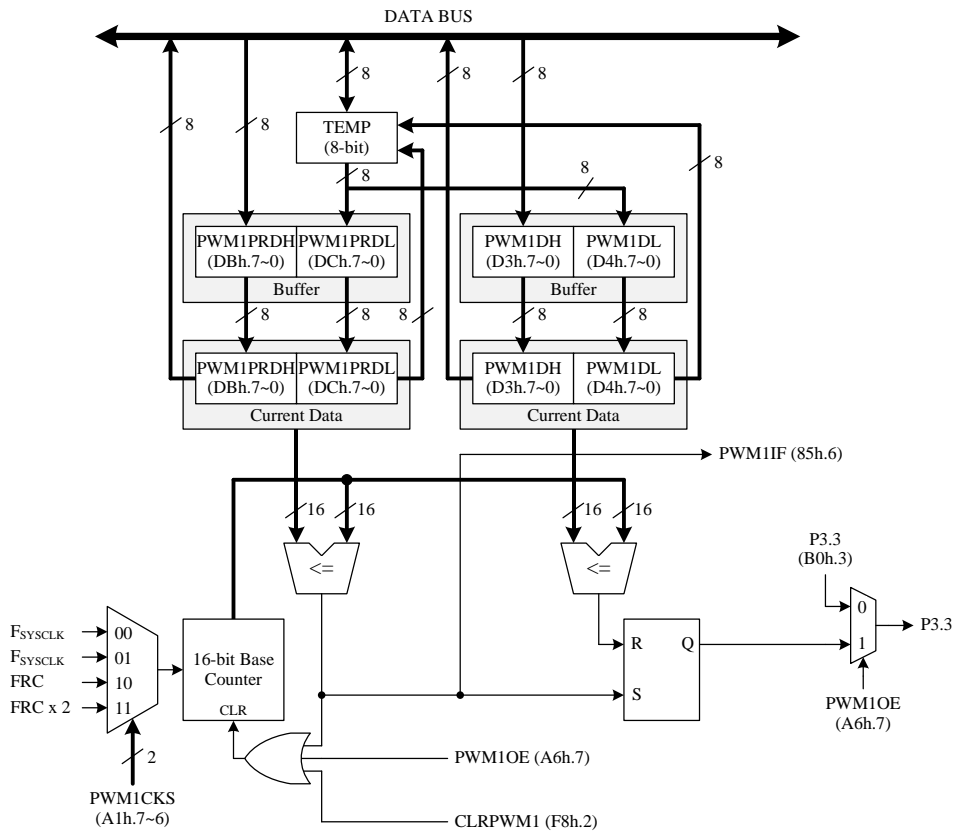 DATA BUS
8
8
8
8
8
TEMP
(8-bit)
8
8
8
PWM1PRDH
(DBh.7~0)
PWM1PRDL
(DCh.7~0)
Buffer
PWM1DH
(D3h.7~0)
PWM1DL
(D4h.7~0)
Buffer
8
8
8
8
8
PWM1PRDH
(DBh.7~0)
PWM1PRDL
(DCh.7~0)
Current Data
PWM1DH
(D3h.7~0)
PWM1DL
(D4h.7~0)
Current Data
PWM1IF (85h.6)
16
16
16
16
<=
<=
P3.3
(B0h.3)
0
1
P3.3
PWM1OE
(A6h.7)
FSYSCLK
00
FSYSCLK
01
FRC
10
FRC x 2
11
16-bit Base
Counter
CLR
R
Q
S
2
PWM1CKS
(A1h.7~6)
PWM1OE (A6h.7)
CLRPWM1 (F8h.2)